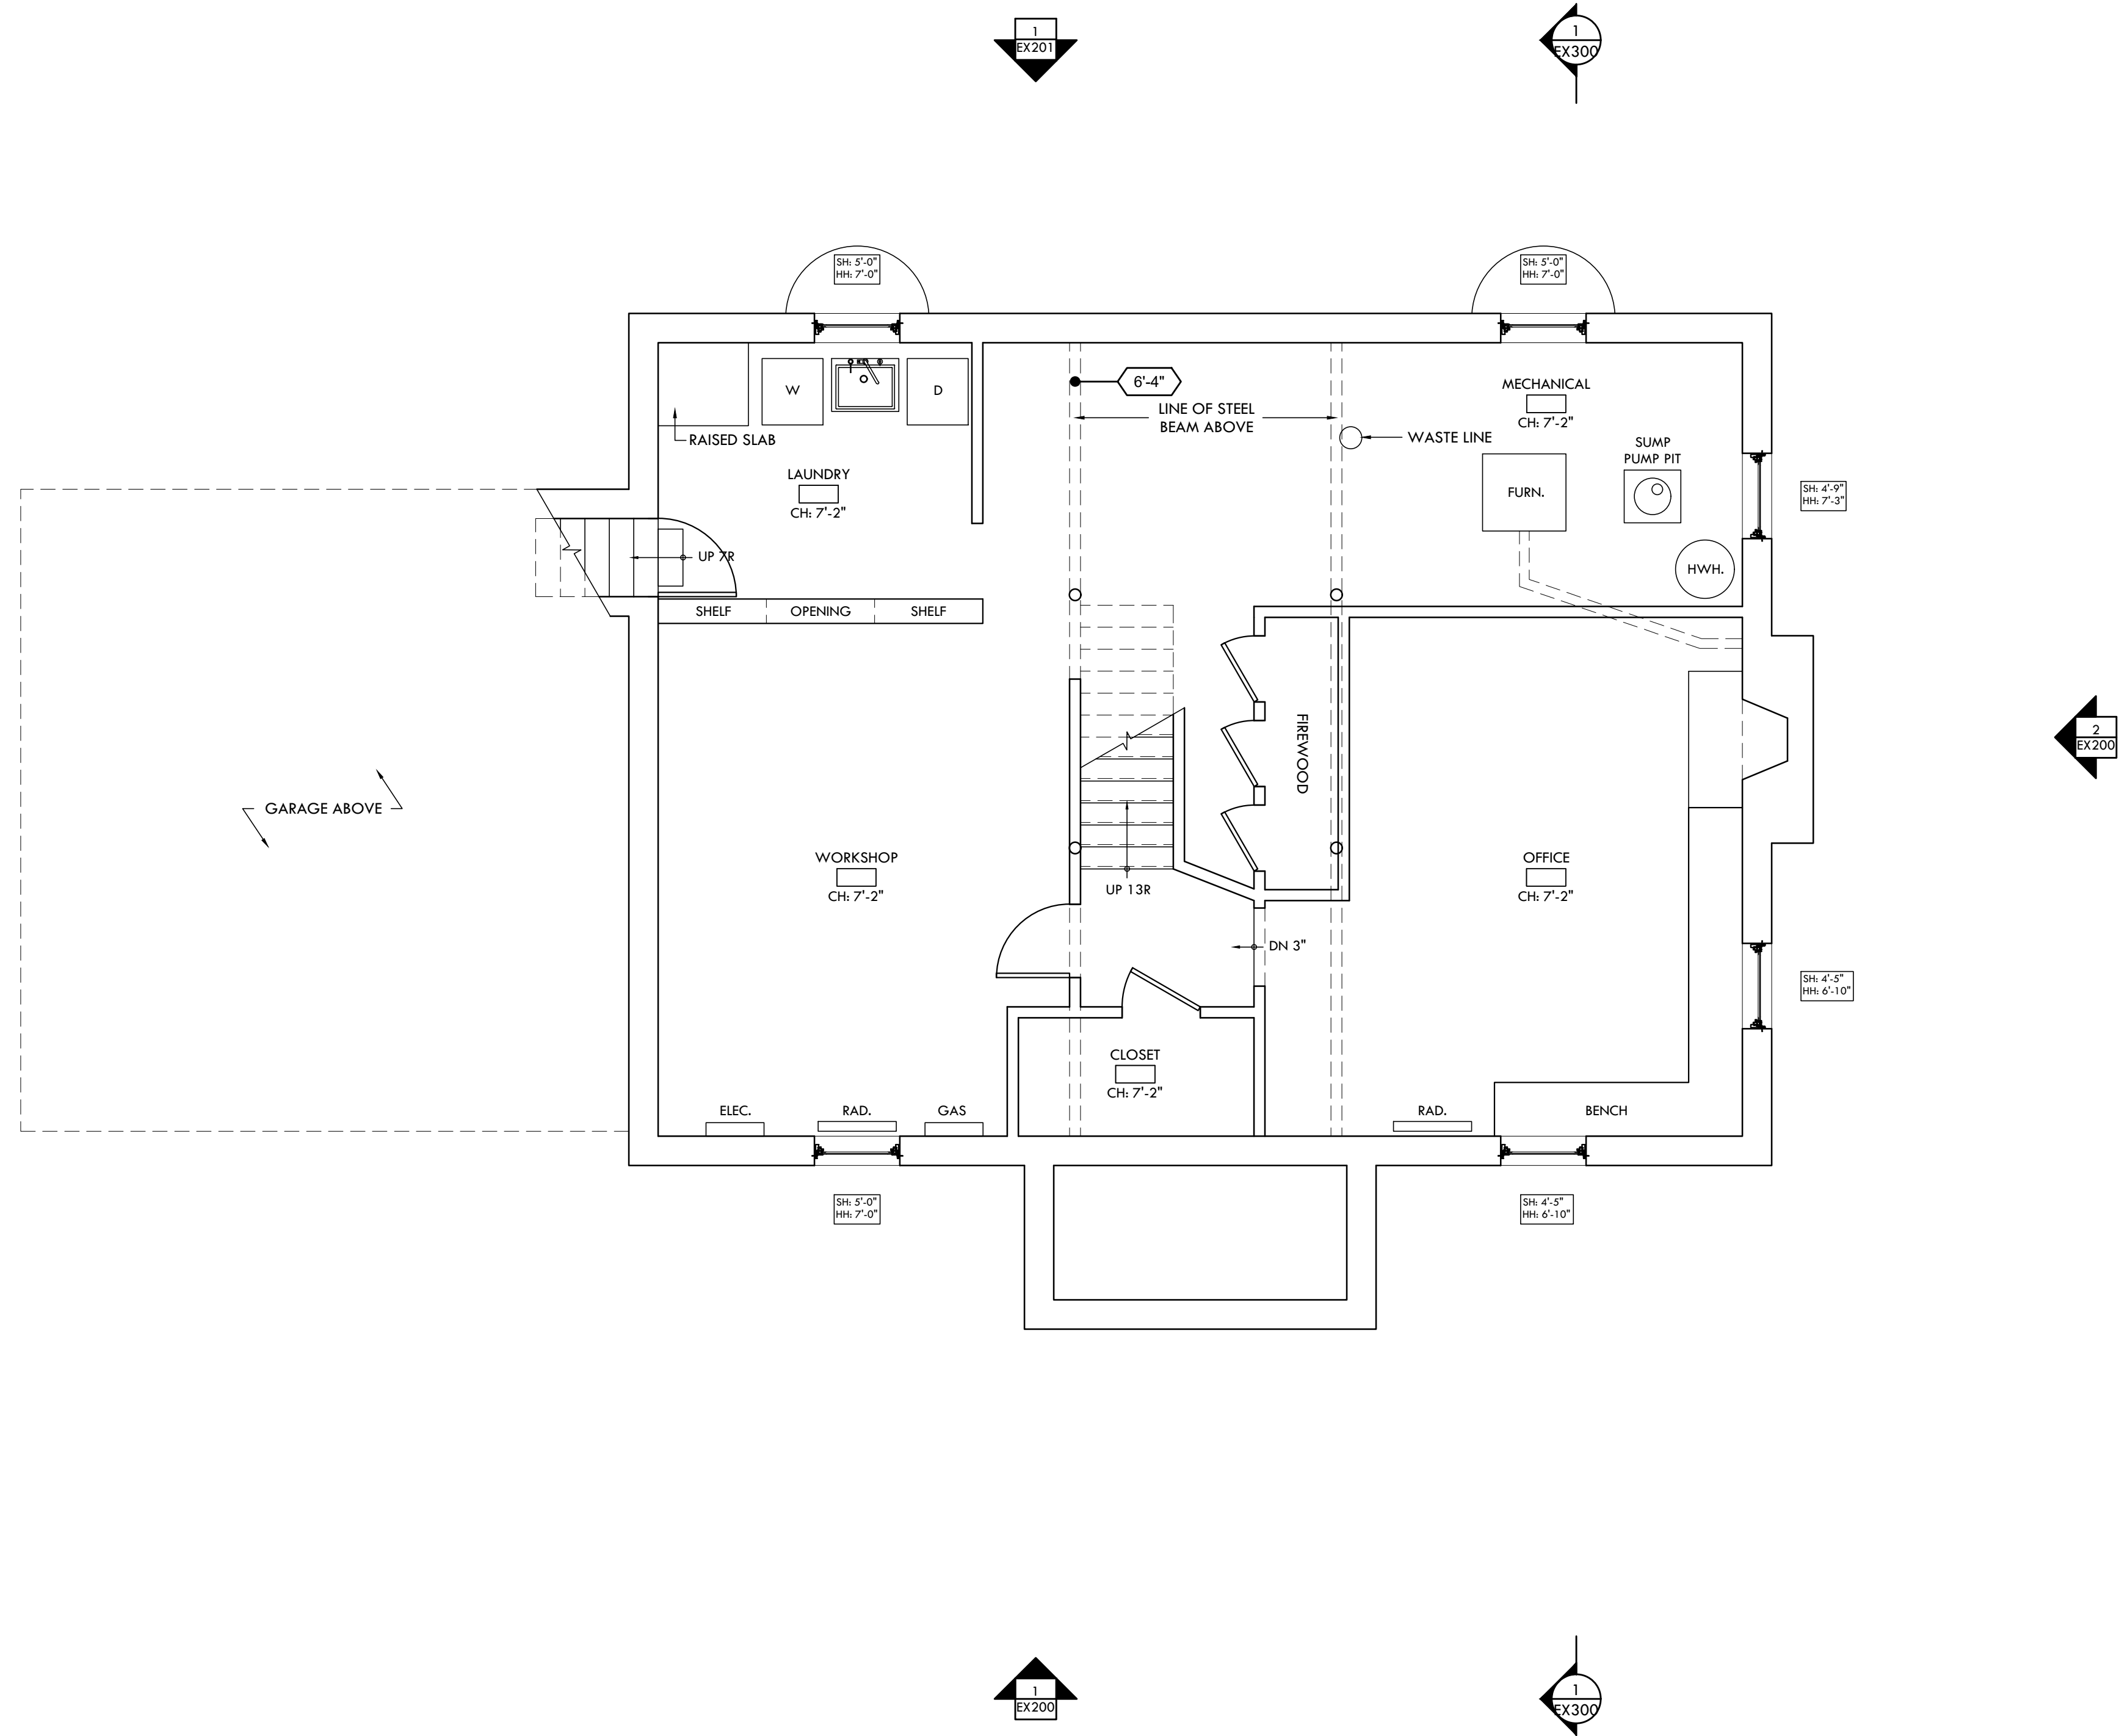 1
EX201
1
EX300
SH: 5'-0"
HH: 7'-0"
SH: 5'-0"
HH: 7'-0"
W
D
6'-4"
LINE OF STEEL
BEAM ABOVE
MECHANICAL
CH: 7'-2"
RAISED SLAB
WASTE LINE
SUMP
PUMP PIT
LAUNDRY
CH: 7'-2"
FURN.
SH: 4'-9"
HH: 7'-3"
UP 7R
HWH.
SHELF
OPENING
SHELF
FIREWOOD
2
EX200
GARAGE ABOVE
WORKSHOP
CH: 7'-2"
UP 13R
OFFICE
CH: 7'-2"
DN 3"
SH: 4'-5"
HH: 6'-10"
CLOSET
CH: 7'-2"
ELEC.
RAD.
GAS
RAD.
BENCH
SH: 5'-0"
HH: 7'-0"
SH: 4'-5"
HH: 6'-10"
1
EX200
1
EX300